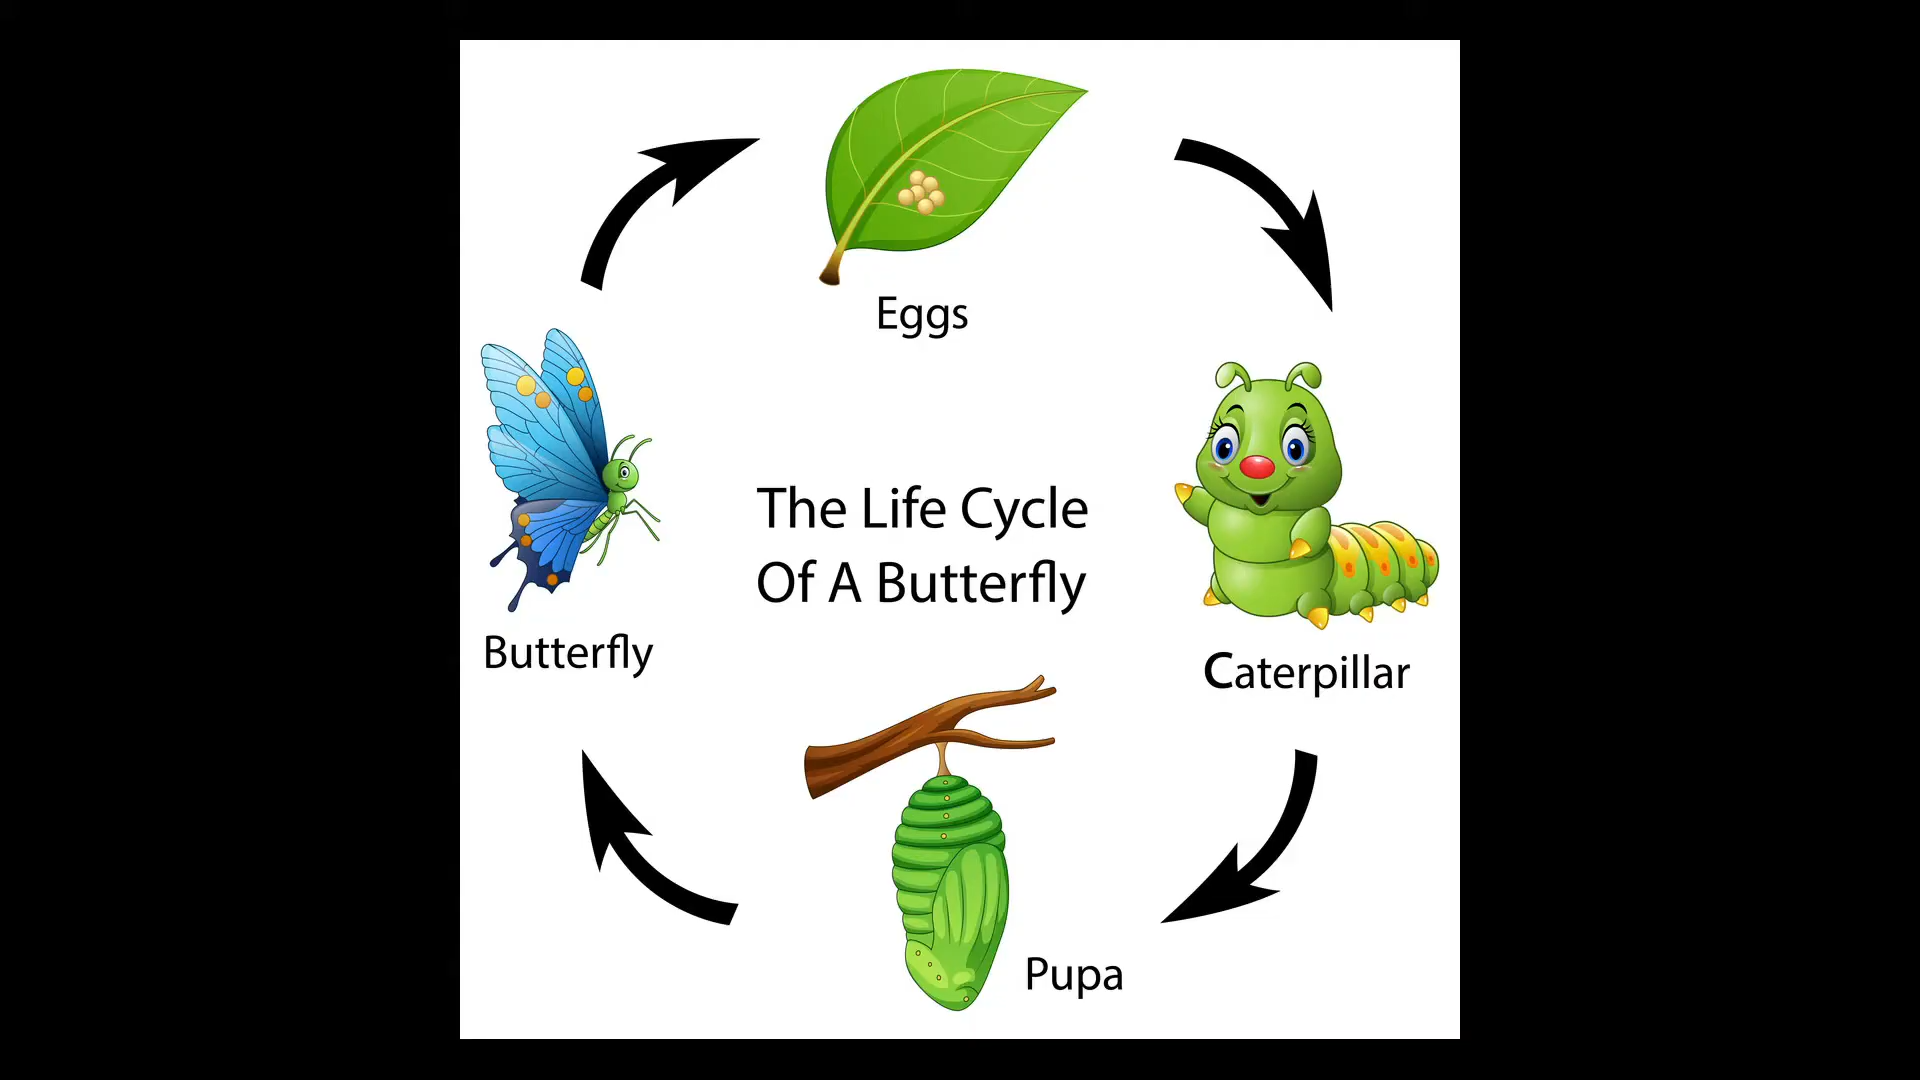 Eggs
The Life Cycle
Of A Butterfly
Butterfly
Caterpillar
Pupa